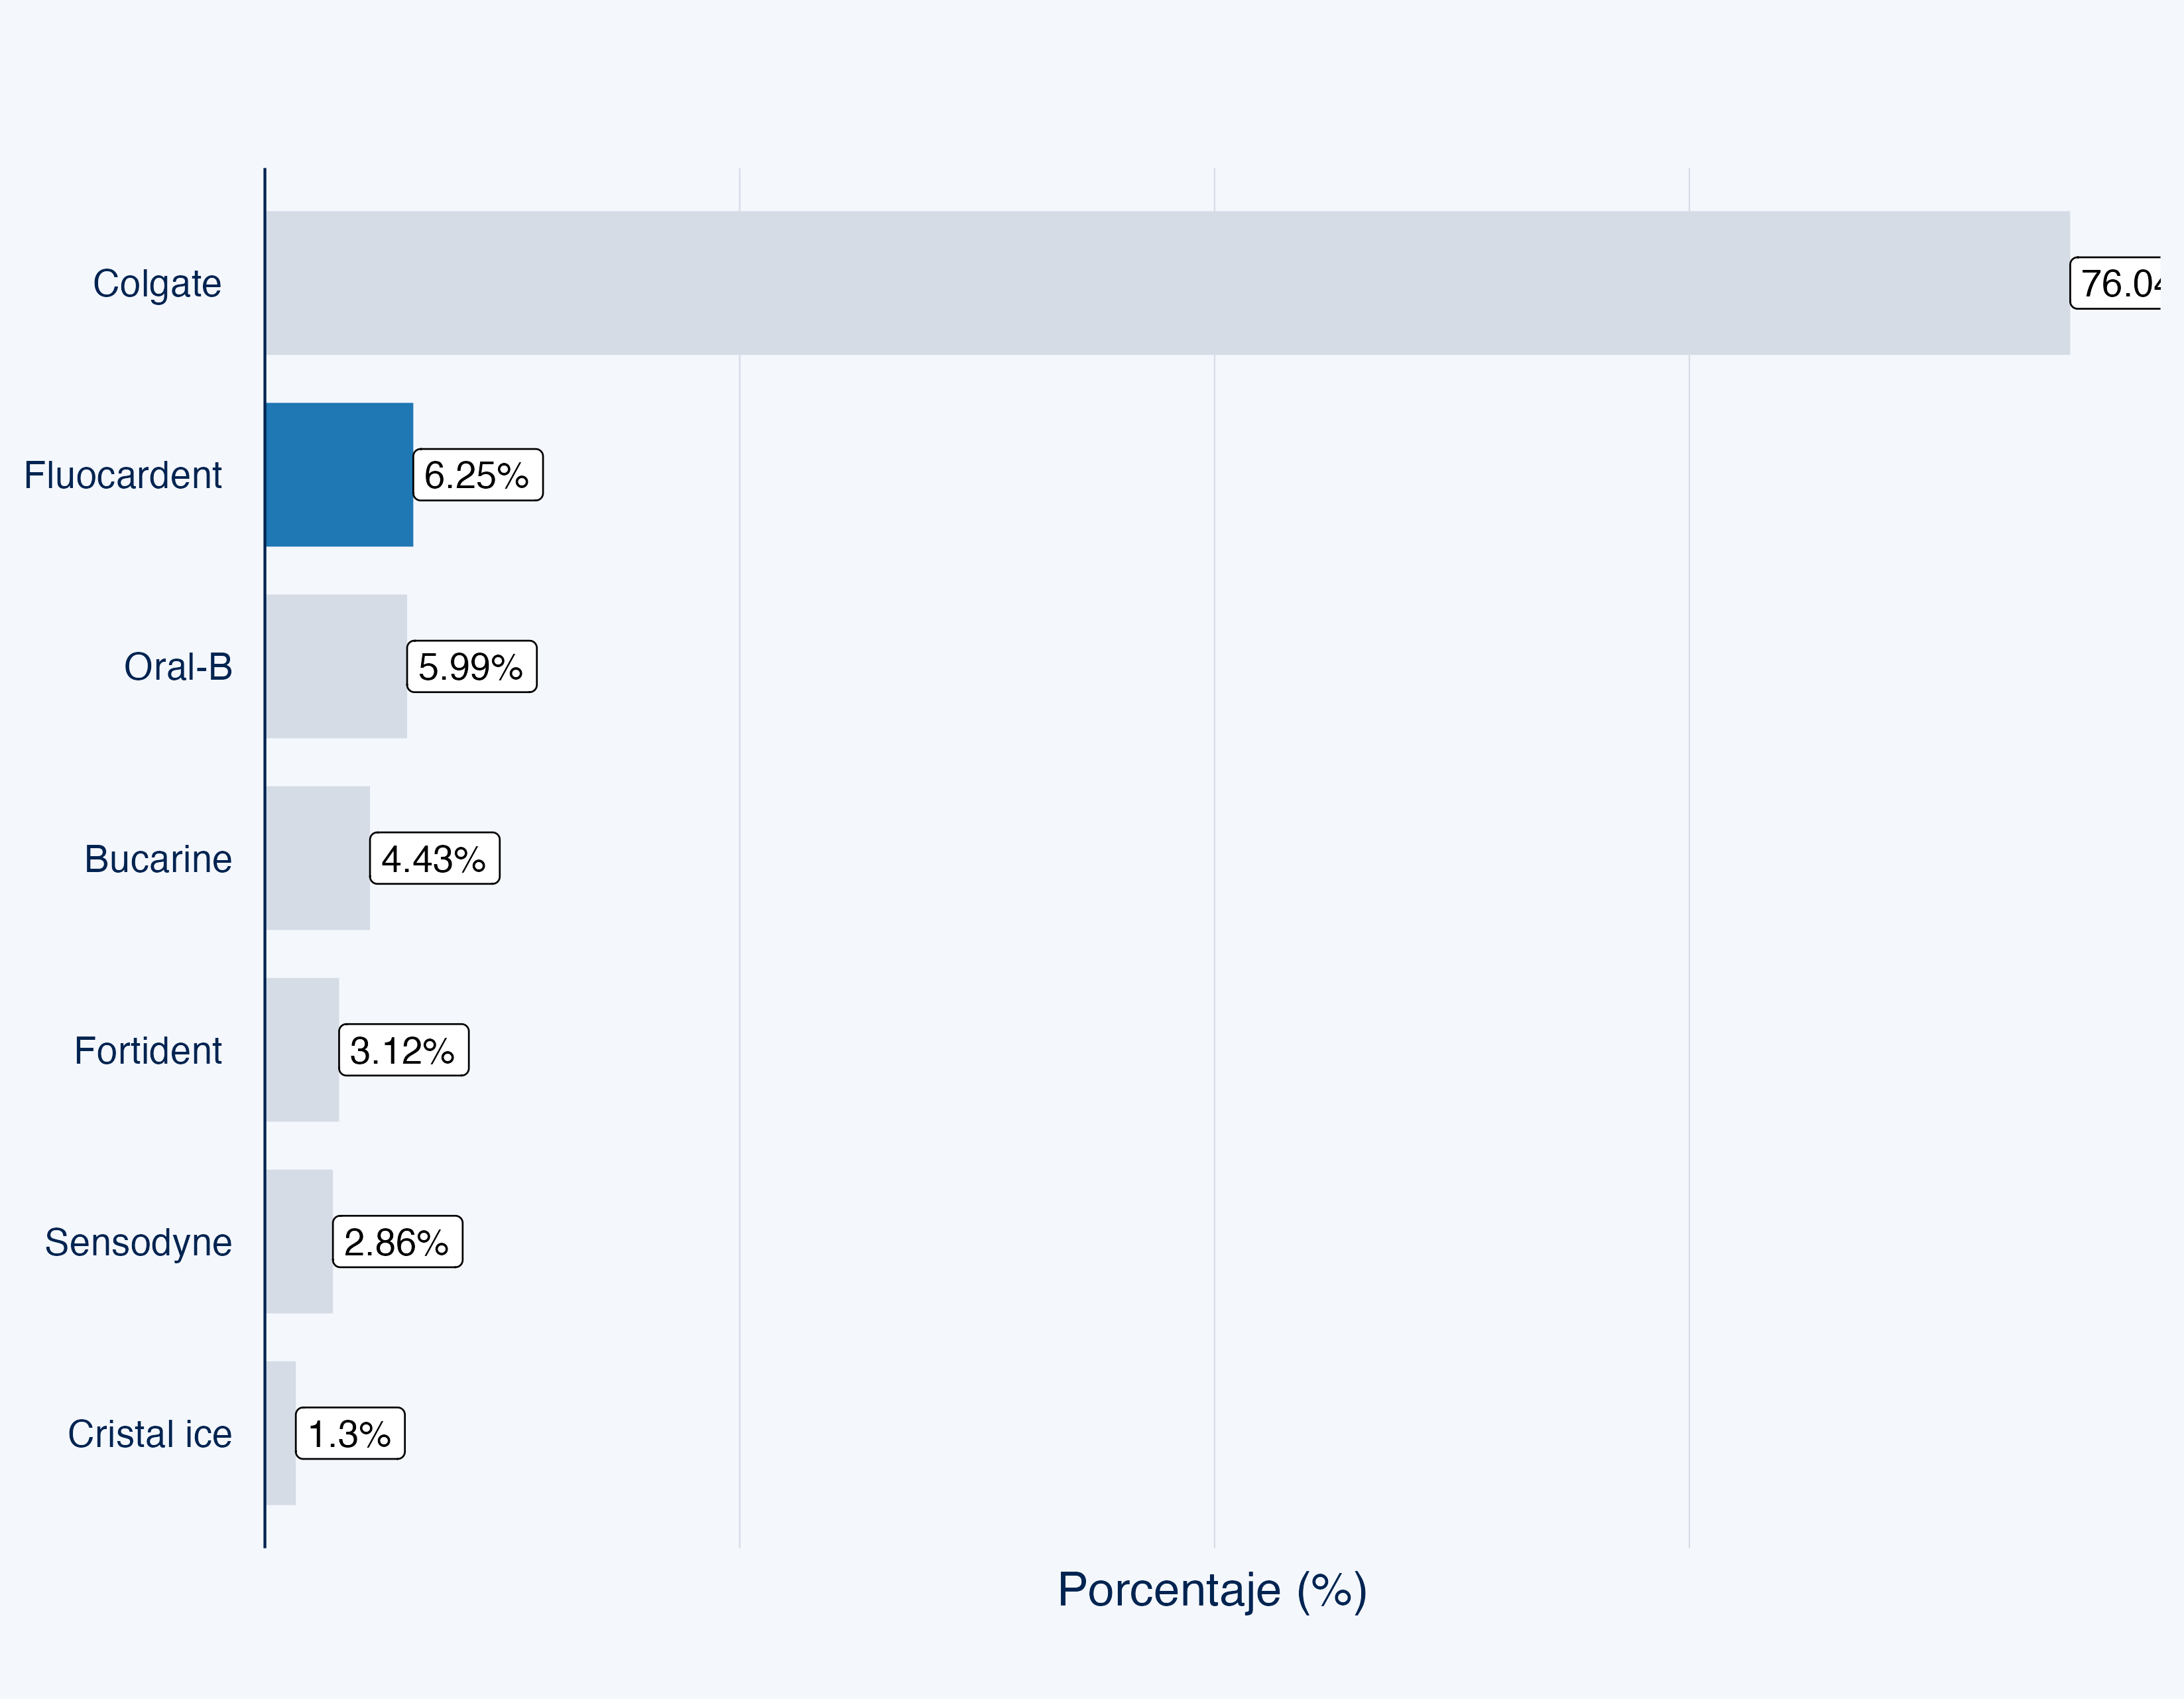 Colgate 76.04
Fluocardent 6.25%
Oral-B 5.99%
Bucarine 4.43%
Fortident 3.12%
Sensodyne 2.86%
Cristal ice 1.3%
Porcentaje (%)